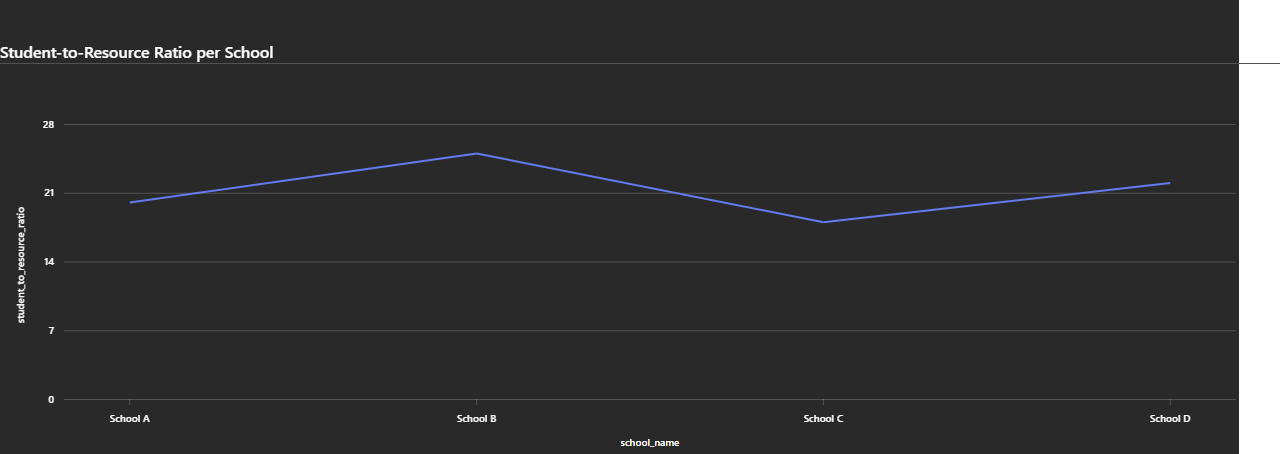 Student-to-Resource Ratio per School
28
21
14
7
0
student_to_resource_ratio
School A
School B
School C
School D
school_name